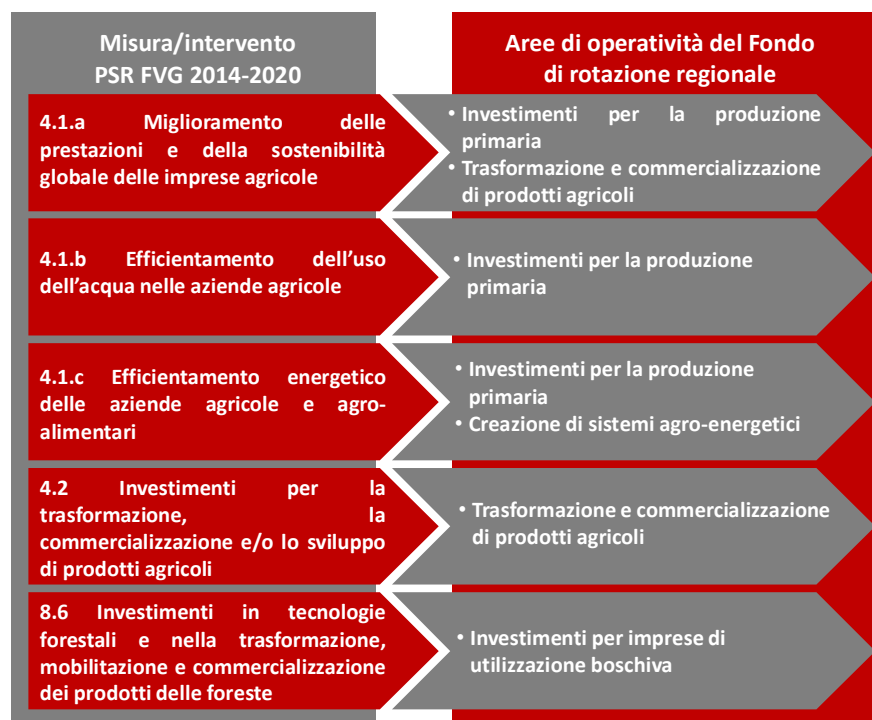 Misura/intervento
PSR FVG 2014-2020
Aree di operatività del Fondo
di rotazione regionale
4.1.a Miglioramento delle
prestazioni e della sostenibilità
globale delle imprese agricole
• Investimenti per la produzione
primaria
• Trasformazione e commercializzazione
di prodotti agricoli
4.1.b Efficientamento dell'uso
dell'acqua nelle aziende agricole
• Investimenti per la produzione
primaria
4.1.c Efficientamento energetico
delle aziende agricole e agro-
alimentari
• Investimenti per la produzione
primaria
• Creazione di sistemi agro-energetici
4.2 Investimenti per la
trasformazione, la
commercializzazione e/o lo sviluppo
di prodotti agricoli
• Trasformazione e commercializzazione
di prodotti agricoli
8.6 Investimenti in tecnologie
forestali e nella trasformazione,
mobilitazione e commercializzazione
dei prodotti delle foreste
• Investimenti per imprese di
utilizzazione boschiva